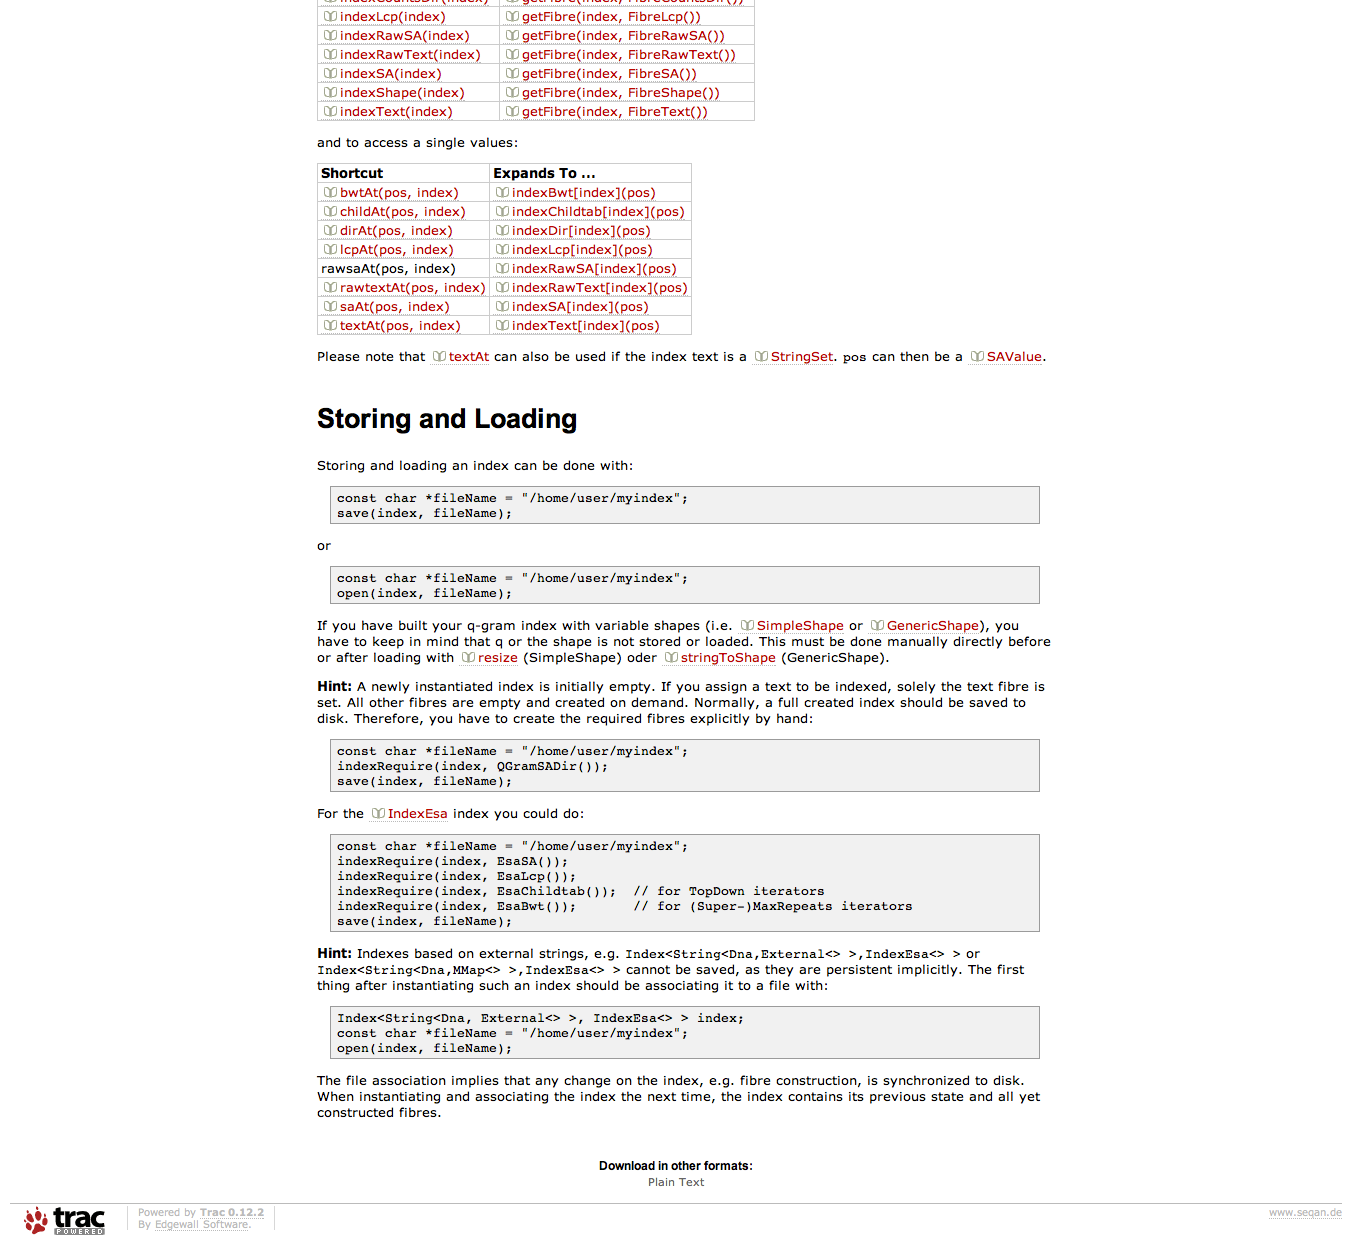 indexCountsDir(index) getFibre(index, FibreCountsDir())
indexLcp(index) getFibre(index, FibreLcp())
indexRawSA(index) getFibre(index, FibreRawSA())
indexRawText(index) getFibre(index, FibreRawText())
indexSA(index) getFibre(index, FibreSA())
indexShape(index) getFibre(index, FibreShape())
indexText(index) getFibre(index, FibreText())
and to access a single values:
Shortcut Expands To ...
bwtAt(pos, index) indexBwt[index](pos)
childAt(pos, index) indexChildtab[index](pos)
dirAt(pos, index) indexDir[index](pos)
lcpAt(pos, index) indexLcp[index](pos)
rawsaAt(pos, index) indexRawSA[index](pos)
rawtextAt(pos, index) indexRawText[index](pos)
saAt(pos, index) indexSA[index](pos)
textAt(pos, index) indexText[index](pos)
Please note that textAt can also be used if the index text is a StringSet. pos can then be a SAValue.
Storing and Loading
Storing and loading an index can be done with:
const char *fileName = "/home/user/myindex";
save(index, fileName);
or
const char *fileName = "/home/user/myindex";
open(index, fileName);
If you have built your q-gram index with variable shapes (i.e. SimpleShape or GenericShape), you
have to keep in mind that q or the shape is not stored or loaded. This must be done manually directly before
or after loading with resize (SimpleShape) oder stringToShape (GenericShape).
Hint: A newly instantiated index is initially empty. If you assign a text to be indexed, solely the text fibre is
set. All other fibres are empty and created on demand. Normally, a full created index should be saved to
disk. Therefore, you have to create the required fibres explicitly by hand:
const char *fileName = "/home/user/myindex";
indexRequire(index, QGramSADir());
save(index, fileName);
For the IndexEsa index you could do:
const char *fileName = "/home/user/myindex";
indexRequire(index, EsaSA());
indexRequire(index, EsaLcp());
indexRequire(index, EsaChildtab()); // for TopDown iterators
indexRequire(index, EsaBwt()); // for (Super-)MaxRepeats iterators
save(index, fileName);
Hint: Indexes based on external strings, e.g. Index<String<Dna,External<> >,IndexEsa<> > or
Index<String<Dna,MMap<> >,IndexEsa<> > cannot be saved, as they are persistent implicitly. The first
thing after instantiating such an index should be associating it to a file with:
Index<String<Dna, External<> >, IndexEsa<> > index;
const char *fileName = "/home/user/myindex";
open(index, fileName);
The file association implies that any change on the index, e.g. fibre construction, is synchronized to disk.
When instantiating and associating the index the next time, the index contains its previous state and all yet
constructed fibres.
Download in other formats:
Plain Text
trac
POWERED
Powered by Trac 0.12.2
By Edgewall Software.
www.seqan.de